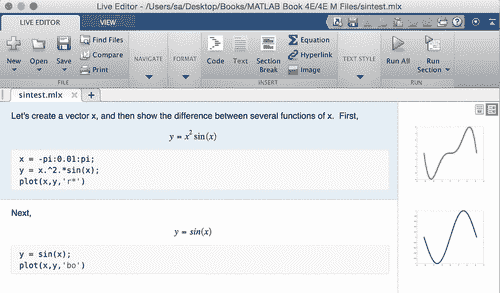 Live Editor - /Users/sa/Desktop/Books/MATLAB Book 4E/4E M Files/sintest.mlx
LIVE EDITOR VIEW
New Open Save Find Files Compare Print NAVIGATE FORMAT Code Text Section Break Equation Hyperlink Image TEXT STYLE Run All Run Section
FILE INSERT RUN
sintest.mlx × +
Let's create a vector x, and then show the difference between several functions of x. First,
y = x² sin(x)
x = -pi:0.01:pi;
y = x.^2.*sin(x);
plot(x,y,'r*')
Next,
y = sin(x)
y = sin(x);
plot(x,y,'bo')